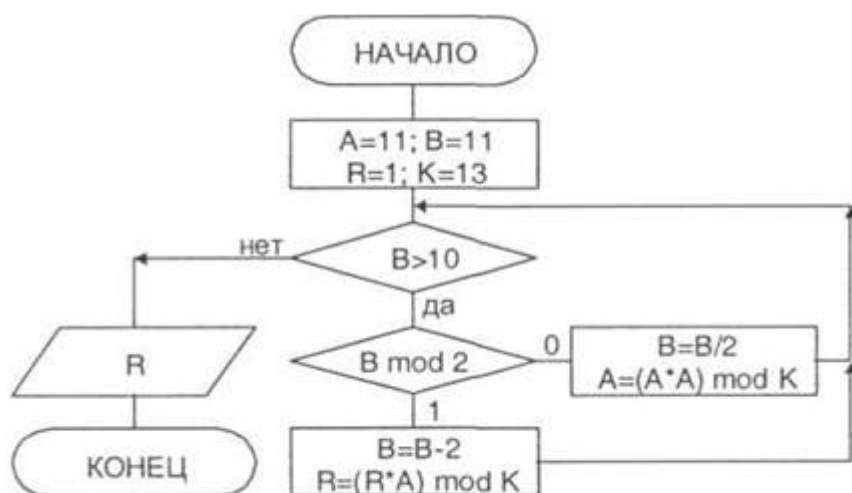 НАЧАЛО
A=11; B=11
R=1; K=13
нет
B>10
да
R
B mod 2
0
B=B/2
A=(A*A) mod K
1
КОНЕЦ
B=B-2
R=(R*A) mod K